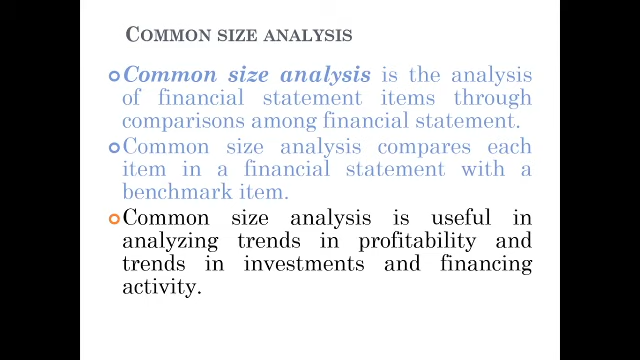 COMMON SIZE ANALYSIS
Common size analysis is the analysis
of financial statement items through
comparisons among financial statement.
Common size analysis compares each
item in a financial statement with a
benchmark item.
Common size analysis is useful in
analyzing trends in profitability and
trends in investments and financing
activity.